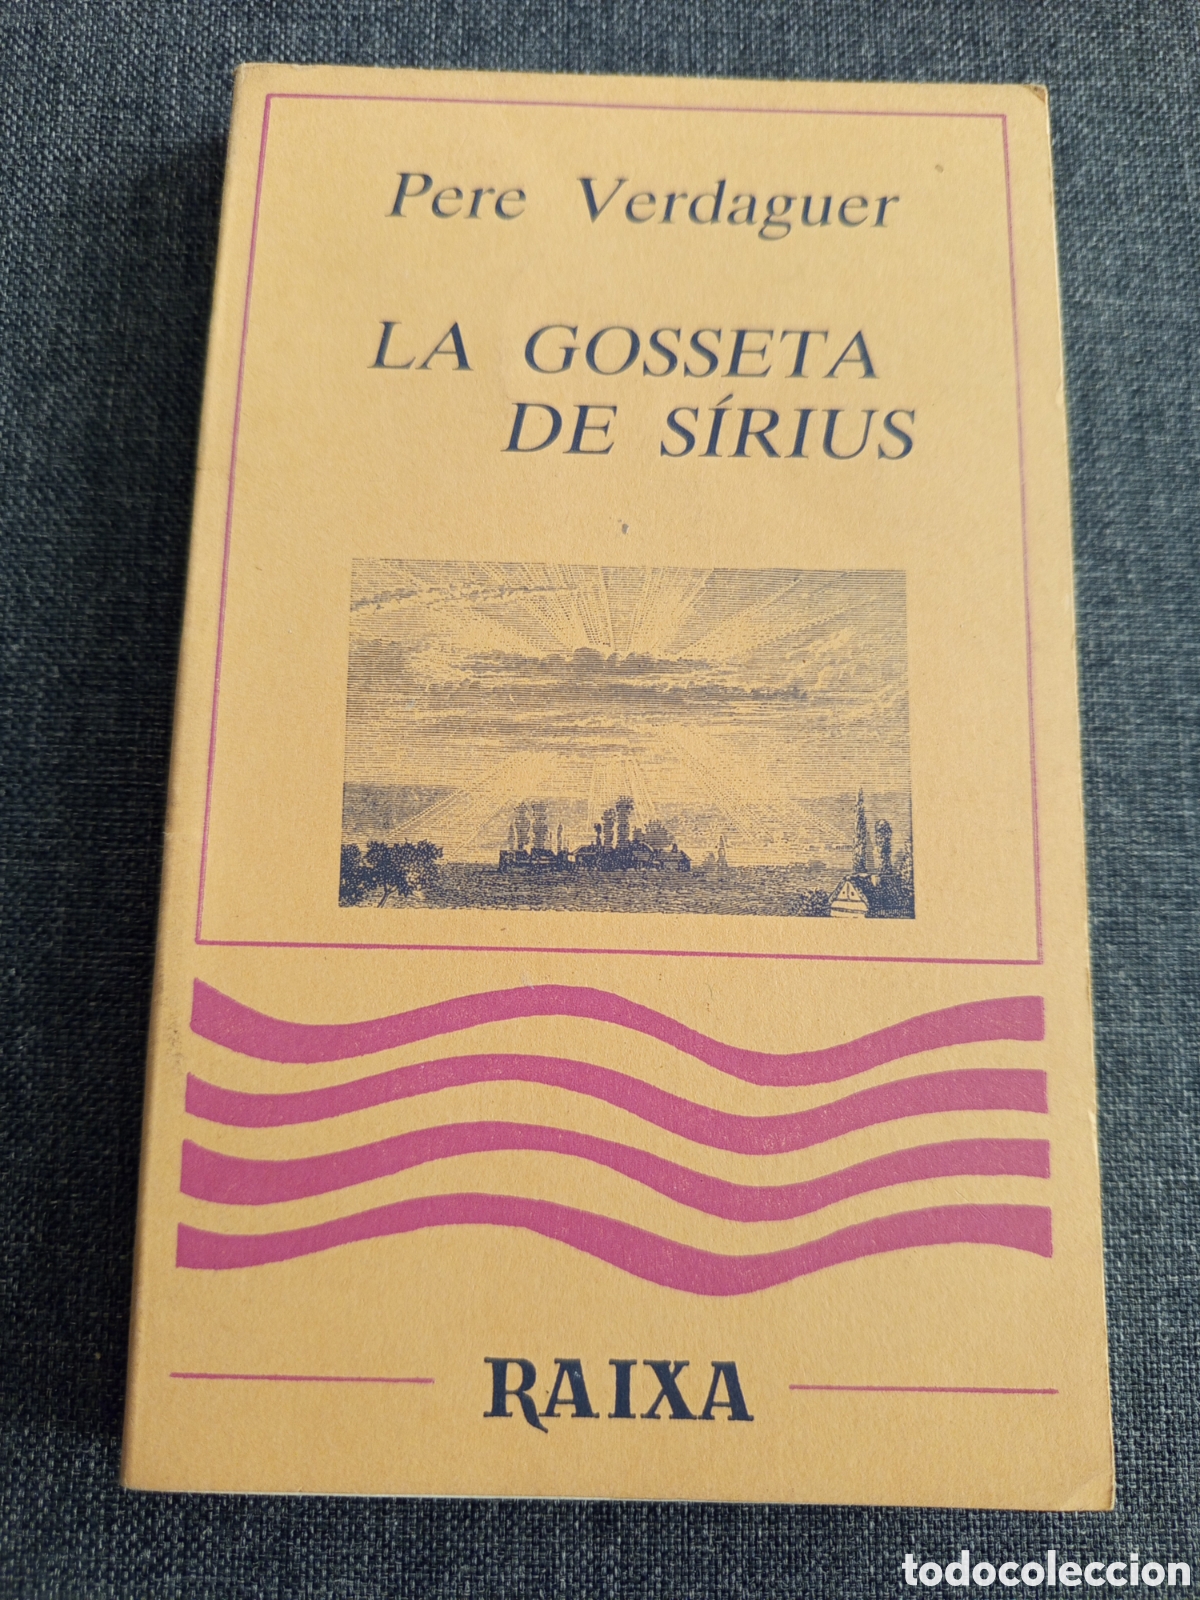 Pere Verdaguer
LA GOSSETA
DE SÍRIUS
RAIXA
todocoleccion